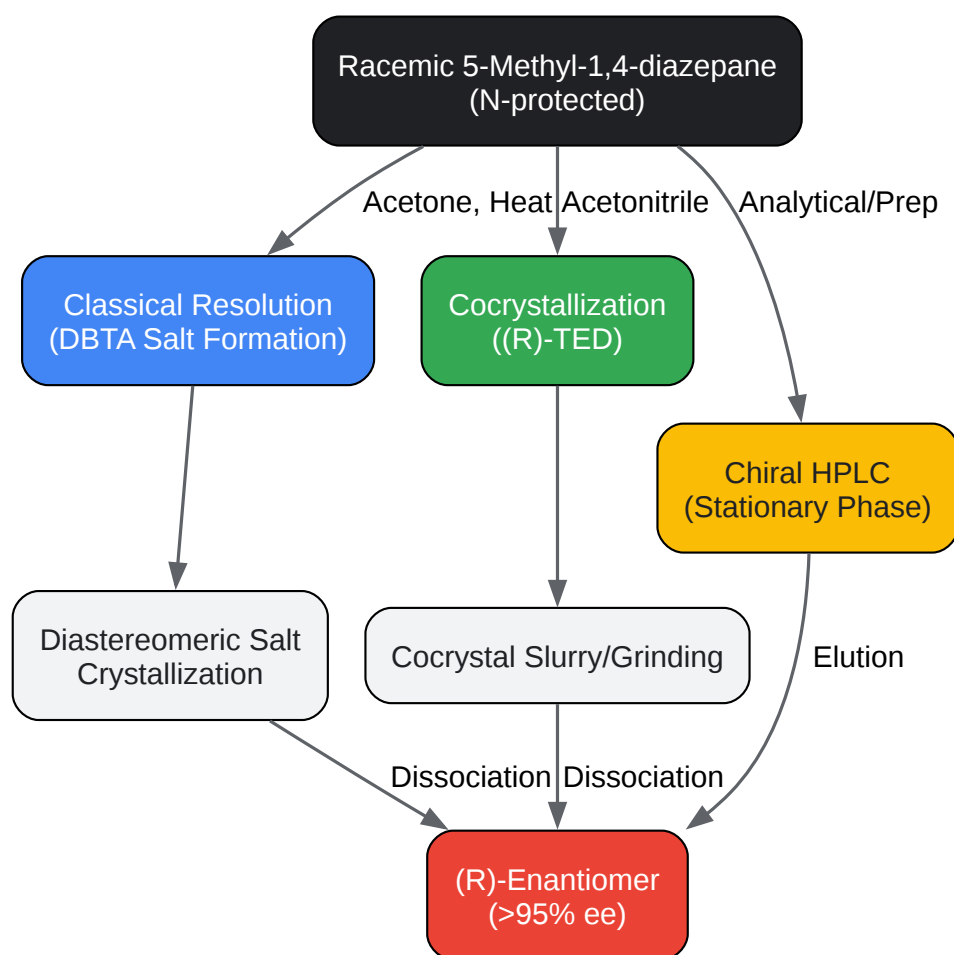 Racemic 5-Methyl-1,4-diazepane
(N-protected)
Acetone, Heat
Acetonitrile
Analytical/Prep
Classical Resolution
(DBTA Salt Formation)
Cocrystallization
((R)-TED)
Chiral HPLC
(Stationary Phase)
Diastereomeric Salt
Crystallization
Cocrystal Slurry/Grinding
Elution
Dissociation
Dissociation
(R)-Enantiomer
(>95% ee)